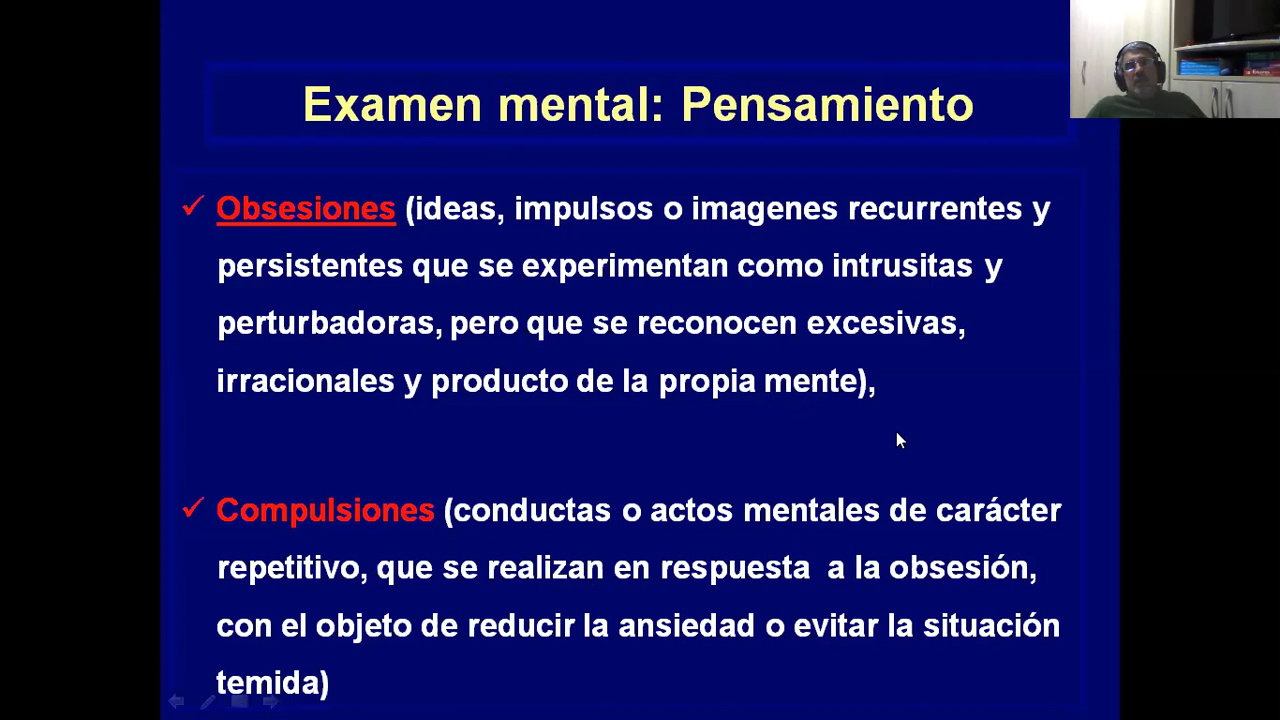 Examen mental: Pensamiento
✓ Obsesiones (ideas, impulsos o imagenes recurrentes y
persistentes que se experimentan como intrusitas y
perturbadoras, pero que se reconocen excesivas,
irracionales y producto de la propia mente),
✓ Compulsiones (conductas o actos mentales de carácter
repetitivo, que se realizan en respuesta a la obsesión,
con el objeto de reducir la ansiedad o evitar la situación
temida)